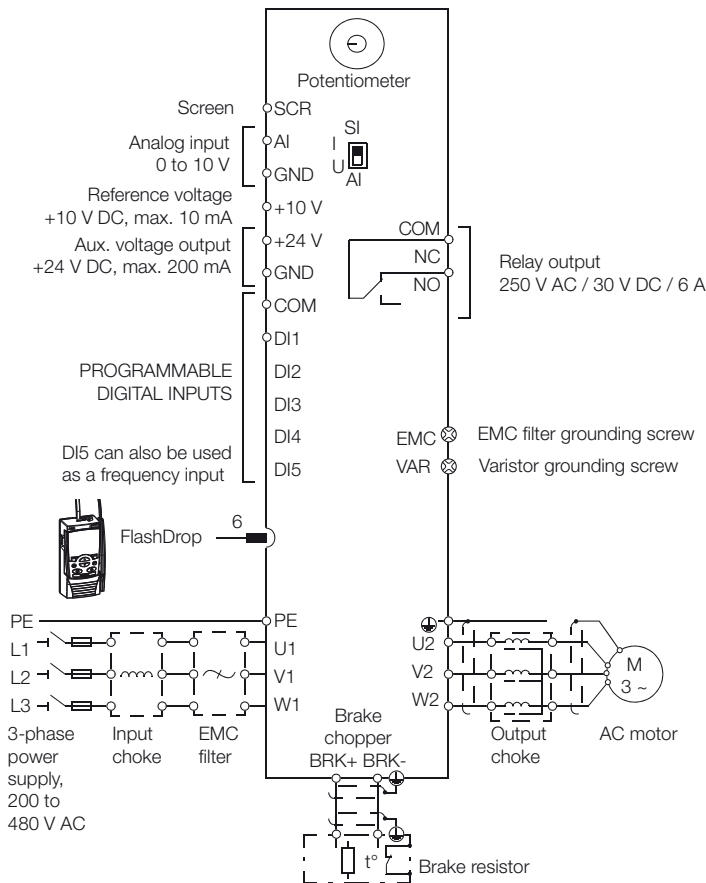 Potentiometer
Screen
SCR
Analog input
0 to 10 V
AI
GND
SI
I
U
AI
Reference voltage
+10 V DC, max. 10 mA
+10 V
Aux. voltage output
+24 V DC, max. 200 mA
+24 V
GND
COM
NC
NO
Relay output
250 V AC / 30 V DC / 6 A
PROGRAMMABLE
DIGITAL INPUTS
COM
DI1
DI2
DI3
DI4
DI5
DI5 can also be used
as a frequency input
EMC
EMC filter grounding screw
VAR
Varistor grounding screw
FlashDrop
6
PE
PE
L1
U1
L2
V1
L3
W1
3-phase
power
supply,
200 to
480 V AC
Input
choke
EMC
filter
U2
V2
W2
M
3 ~
Output
choke
AC motor
Brake
chopper
BRK+ BRK-
t°
Brake resistor